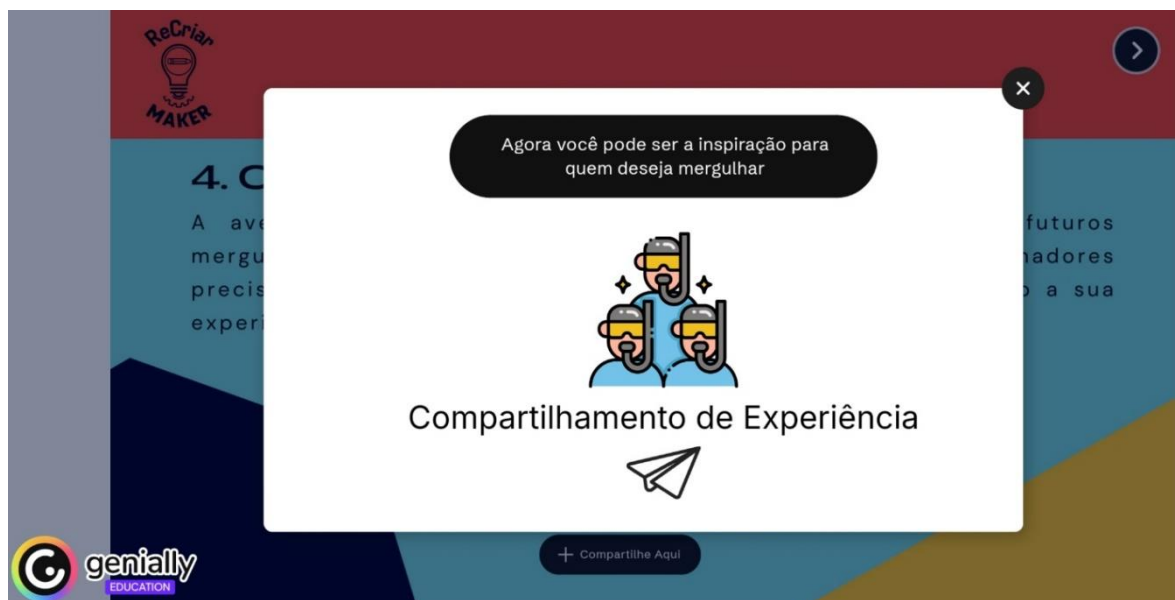 ReCriar
MAKER
Agora você pode ser a inspiração para
quem deseja mergulhar
4. C
A ave
futuros
mergu
nadores
precis
o a sua
experi
Compartilhamento de Experiência
+ Compartilhe Aqui
genially
EDUCATION